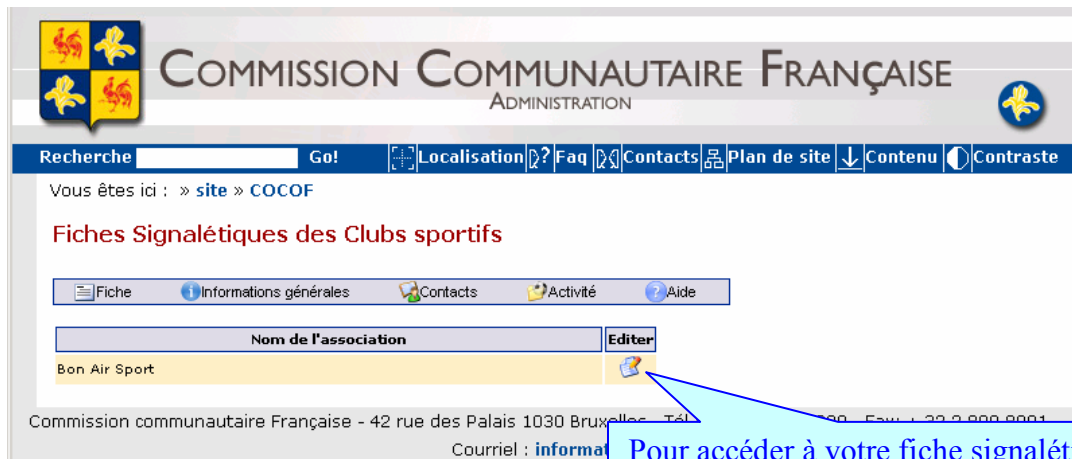 COMMISSION COMMUNAUTAIRE FRANÇAISE
ADMINISTRATION
Recherche Go! Localisation ? Faq Contacts Plan de site Contenu Contraste
Vous êtes ici : » site » COCOF
Fiches Signalétiques des Clubs sportifs
Fiche Informations générales Contacts Activité Aide
Nom de l'association Editer
Bon Air Sport
Commission communautaire Française - 42 rue des Palais 1030
Courriel :
Pour accéder à votre fiche